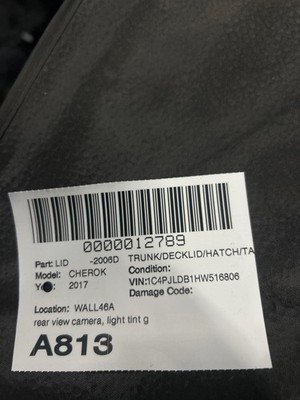 0000012789
Part: LID -2006D TRUNK/DECKLID/HATCH/TA
Model: CHEROK Condition:
2017 VIN:1C4PJLDB1HW516806
Damage Code:
Location: WALL46A
rear view camera, light tint g
A813